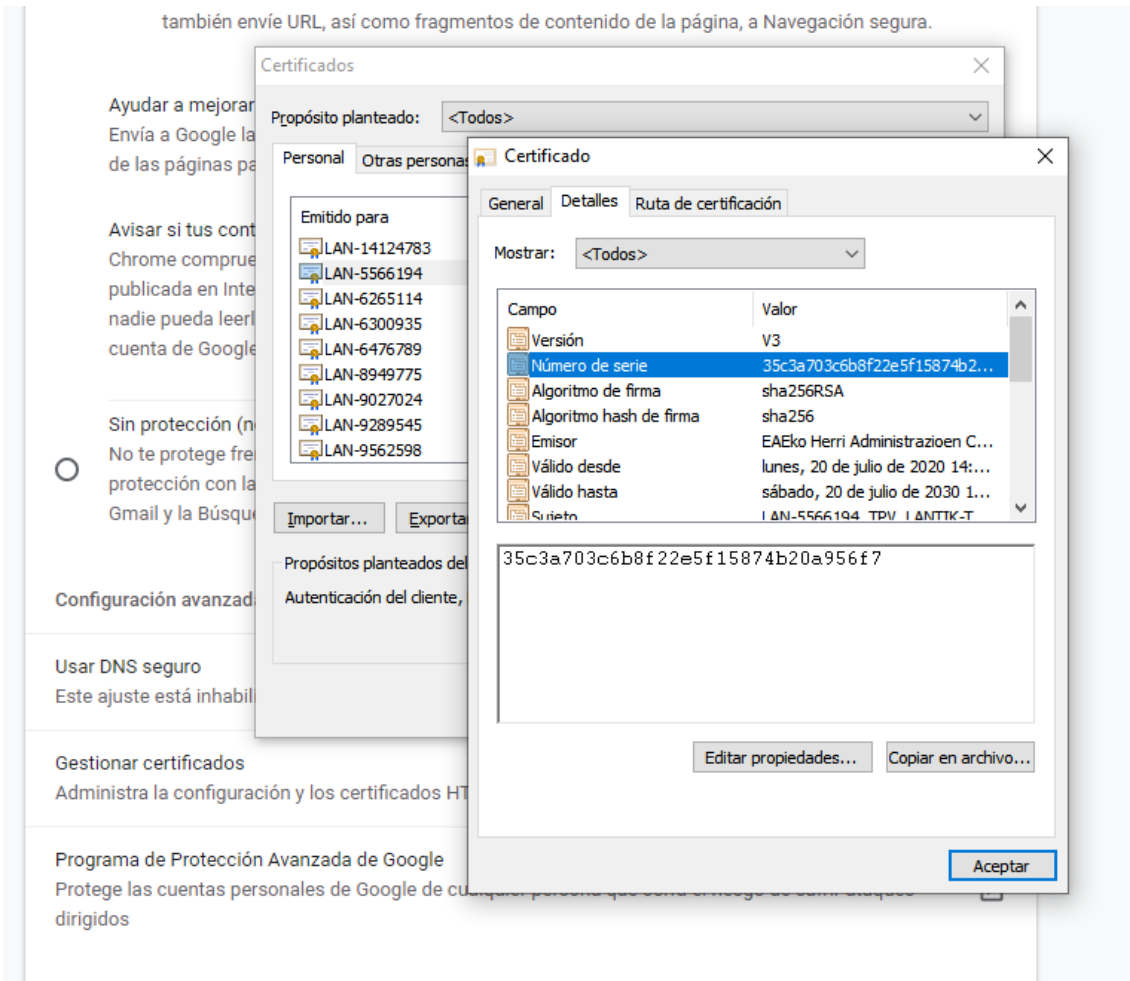 también envíe URL, así como fragmentos de contenido de la página, a Navegación segura.
Ayudar a mejorar
Envía a Google la
de las páginas pa
Avisar si tus cont
Chrome comprue
publicada en Inte
nadie pueda leerl
cuenta de Google
Sin protección (n
No te protege fre
protección con la
Gmail y la Búsque
Configuración avanzada
Usar DNS seguro
Este ajuste está inhabili
Gestionar certificados
Administra la configuración y los certificados HT
Programa de Protección Avanzada de Google
Protege las cuentas personales de Google de
dirigidos
Certificados
Propósito planteado: <Todos>
Personal Otras personas
Emitido para
LAN-14124783
LAN-5566194
LAN-6265114
LAN-6300935
LAN-6476789
LAN-8949775
LAN-9027024
LAN-9289545
LAN-9562598
Importar... Exporta
Propósitos planteados del
Autenticación del cliente,
Certificado
General Detalles Ruta de certificación
Mostrar: <Todos>
Campo Valor
Versión V3
Número de serie 35c3a703c6b8f22e5f15874b2...
Algoritmo de firma sha256RSA
Algoritmo hash de firma sha256
Emisor EAEko Herri Administrazioen C...
Válido desde lunes, 20 de julio de 2020 14:...
Válido hasta sábado, 20 de julio de 2030 1...
Sujeto LAN-5566194, TPV, LANTIK-T
35c3a703c6b8f22e5f15874b20a956f7
Editar propiedades... Copiar en archivo...
Aceptar